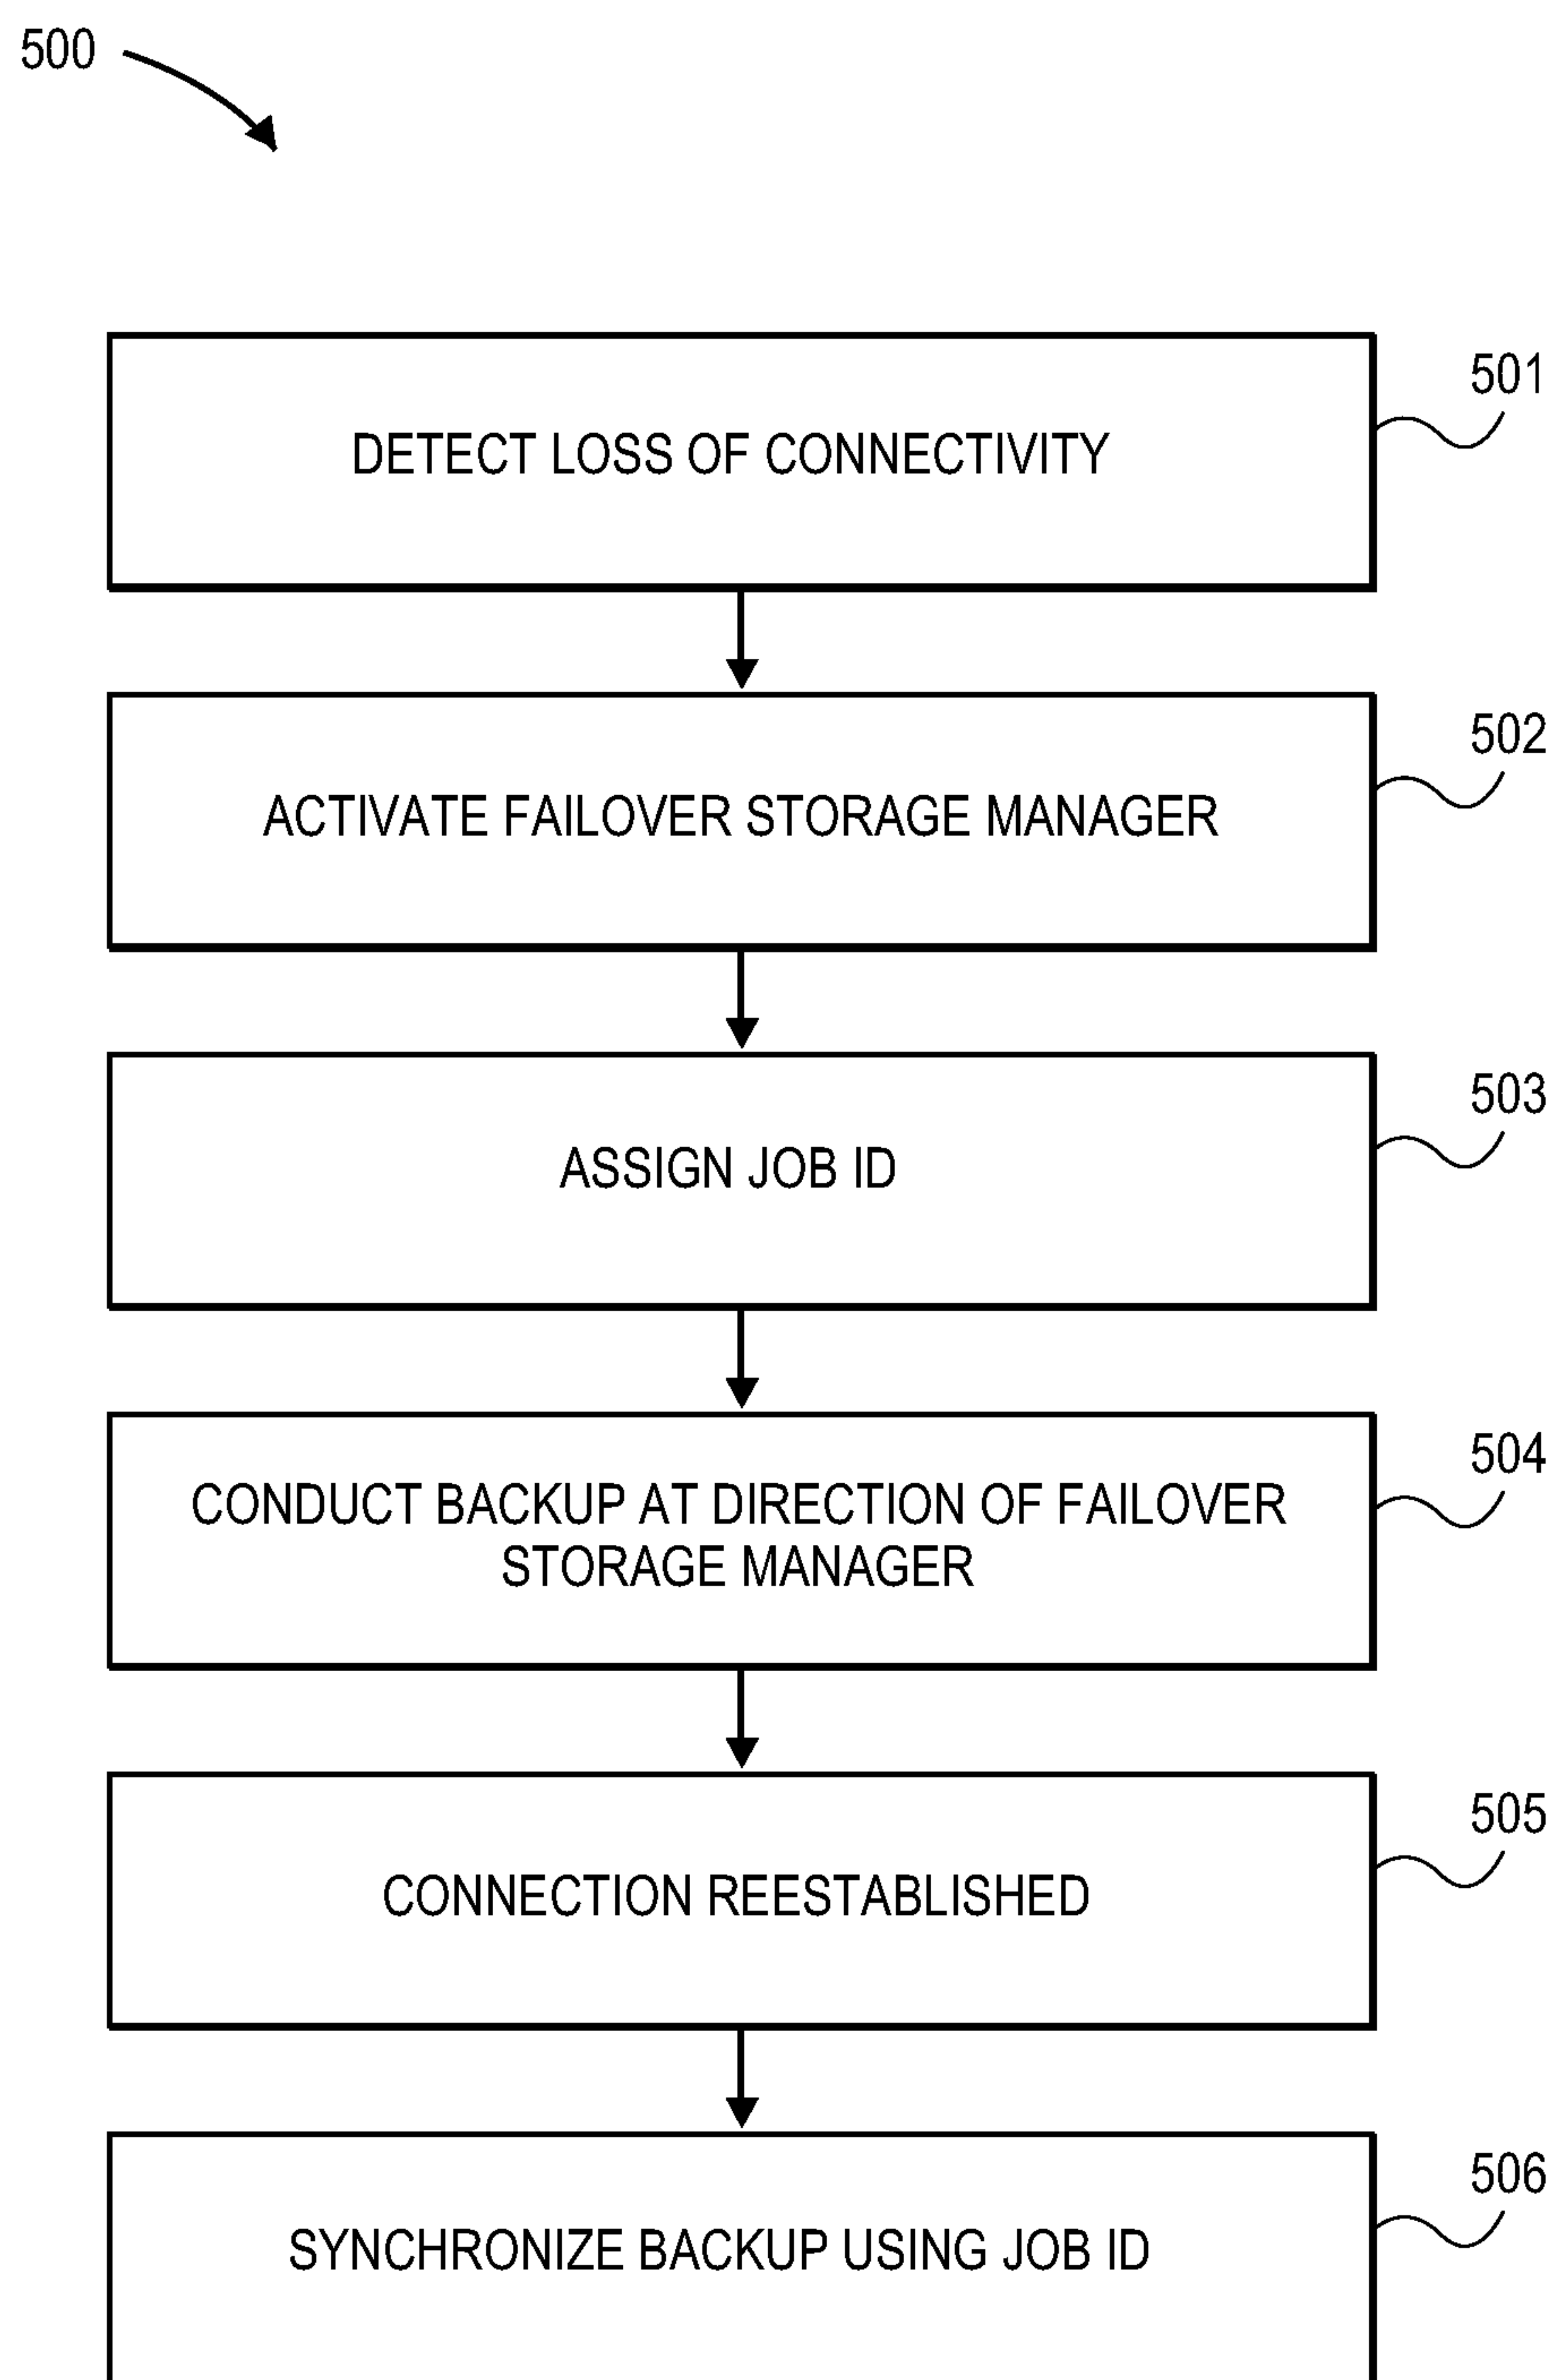 500
501
DETECT LOSS OF CONNECTIVITY
502
ACTIVATE FAILOVER STORAGE MANAGER
503
ASSIGN JOB ID
504
CONDUCT BACKUP AT DIRECTION OF FAILOVER
STORAGE MANAGER
505
CONNECTION REESTABLISHED
506
SYNCHRONIZE BACKUP USING JOB ID